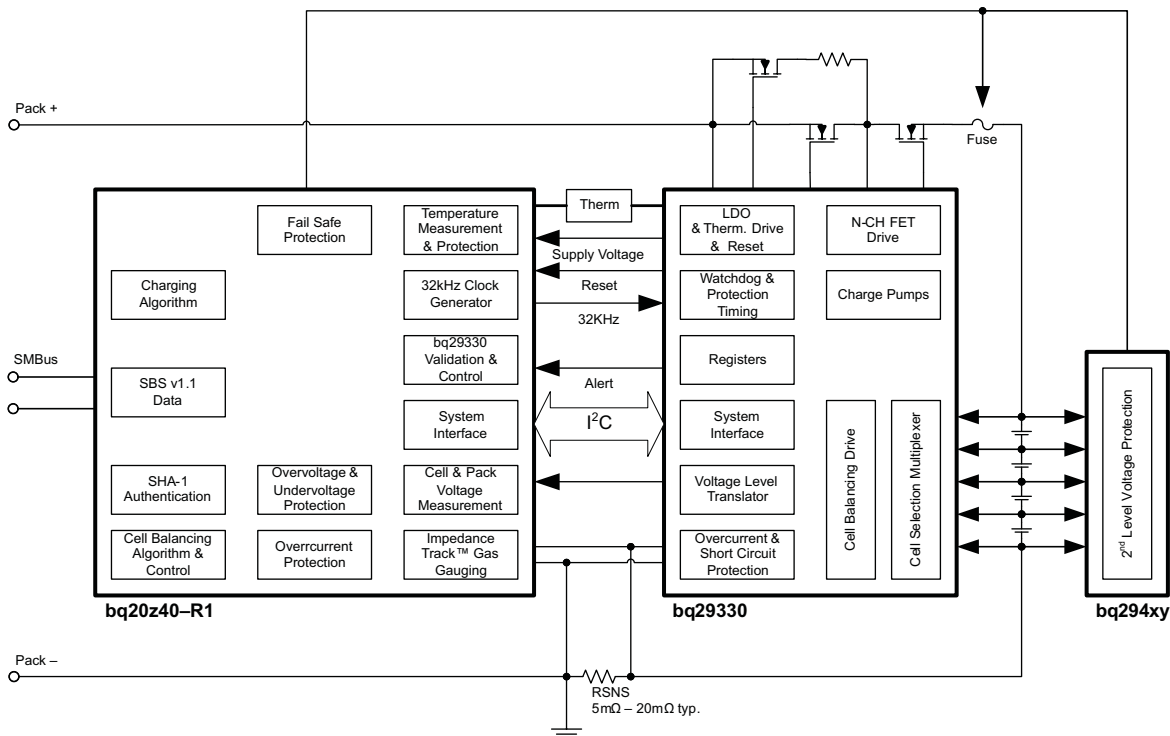 Pack +
Fuse
Fail Safe
Protection
Temperature
Measurement
& Protection
Charging
Algorithm
32kHz Clock
Generator
bq29330
Validation &
Control
SMBus
SBS v1.1
Data
System
Interface
SHA-1
Authentication
Overvoltage &
Undervoltage
Protection
Cell & Pack
Voltage
Measurement
Cell Balancing
Algorithm &
Control
Overrcurrent
Protection
Impedance
Track™ Gas
Gauging
bq20z40–R1
Therm
Supply Voltage
Reset
32KHz
Alert
I²C
LDO
& Therm. Drive
& Reset
N-CH FET
Drive
Watchdog &
Protection
Timing
Charge Pumps
Registers
System
Interface
Voltage Level
Translator
Overcurrent &
Short Circuit
Protection
Cell Balancing Drive
Cell Selection Multiplexer
bq29330
2nd Level Voltage Protection
bq294xy
Pack –
RSNS
5mΩ – 20mΩ typ.